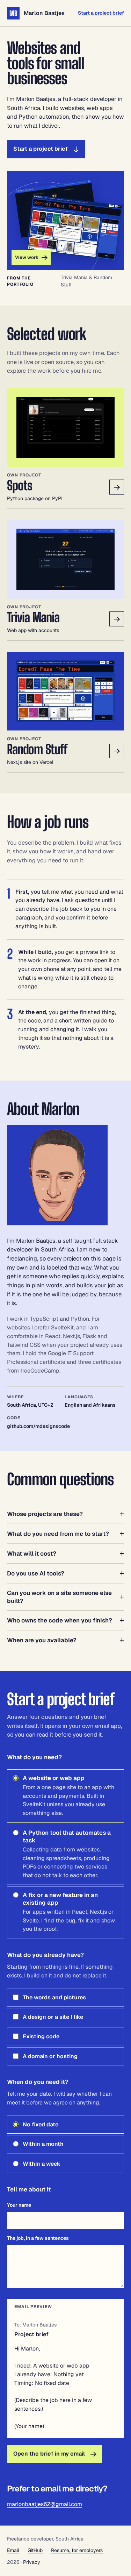 MB Marlon Baatjes
Start a project brief
Websites and
tools for small
businesses
I'm Marlon Baatjes, a full-stack developer in
South Africa. I build websites, web apps
and Python automation, then show you how
to run what I deliver.
Start a project brief
View work
FROM THE
PORTFOLIO
Trivia Mania & Random
Stuff
Selected work
I built these projects on my own time. Each
one is live or open source, so you can
explore the work before you hire me.
OWN PROJECT
Spots
Python package on PyPI
27
OWN PROJECT
Trivia Mania
Web app with accounts
Bored? Pass The Time
OWN PROJECT
Random Stuff
Next.js site on Vercel
How a job runs
You describe the problem. I build what fixes
it, show you how it works, and hand over
everything you need to run it.
1 First, you tell me what you need and what
you already have. I ask questions until I
can describe the job back to you in one
paragraph, and you confirm it before
anything is built.
2 While I build, you get a private link to
the work in progress. You can open it on
your own phone at any point, and tell me
what is wrong while it is still cheap to
change.
3 At the end, you get the finished thing,
the code, and a short written guide to
running and changing it. I walk you
through it so that nothing about it is a
mystery.
About Marlon
I'm Marlon Baatjes, a self taught full stack
developer in South Africa. I am new to
freelancing, so every project on this page is
my own and is labelled that way. What you
get is someone who replies quickly, explains
things in plain words, and builds your job as
if it is the one he will be judged by, because
it is.
I work in TypeScript and Python. For
websites I prefer SvelteKit, and I am
comfortable in React, Next.js, Flask and
Tailwind CSS when your project already uses
them. I hold the Google IT Support
Professional certificate and three certificates
from freeCodeCamp.
WHERE
South Africa, UTC+2
LANGUAGES
English and Afrikaans
CODE
github.com/mdesignscode
Common questions
Whose projects are these?
What do you need from me to start?
What will it cost?
Do you use AI tools?
Can you work on a site someone else
built?
Who owns the code when you finish?
When are you available?
Start a project brief
Answer four questions and your brief
writes itself. It opens in your own email app,
so you can read it before you send it.
What do you need?
A website or web app
From a one page site to an app with
accounts and payments. Built in
SvelteKit unless you already use
something else.
A Python tool that automates a
task
Collecting data from websites,
cleaning spreadsheets, producing
PDFs or connecting two services
that do not talk to each other.
A fix or a new feature in an
existing app
For apps written in React, Next.js or
Svelte. I find the bug, fix it and show
you the proof.
What do you already have?
Starting from nothing is fine. If something
exists, I build on it and do not replace it.
The words and pictures
A design or a site I like
Existing code
A domain or hosting
When do you need it?
Tell me your date. I will say whether I can
meet it before we agree on anything.
No fixed date
Within a month
Within a week
Tell me about it
Your name
The job, in a few sentences
EMAIL PREVIEW
To: Marlon Baatjes
Project brief
Hi Marlon,
I need: A website or web app
I already have: Nothing yet
Timing: No fixed date
(Describe the job here in a few
sentences.)
(Your name)
Open the brief in my email
Prefer to email me directly?
marlonbaatjes62@gmail.com
Freelance developer, South Africa
Email GitHub Resume, for employers
2026 · Privacy